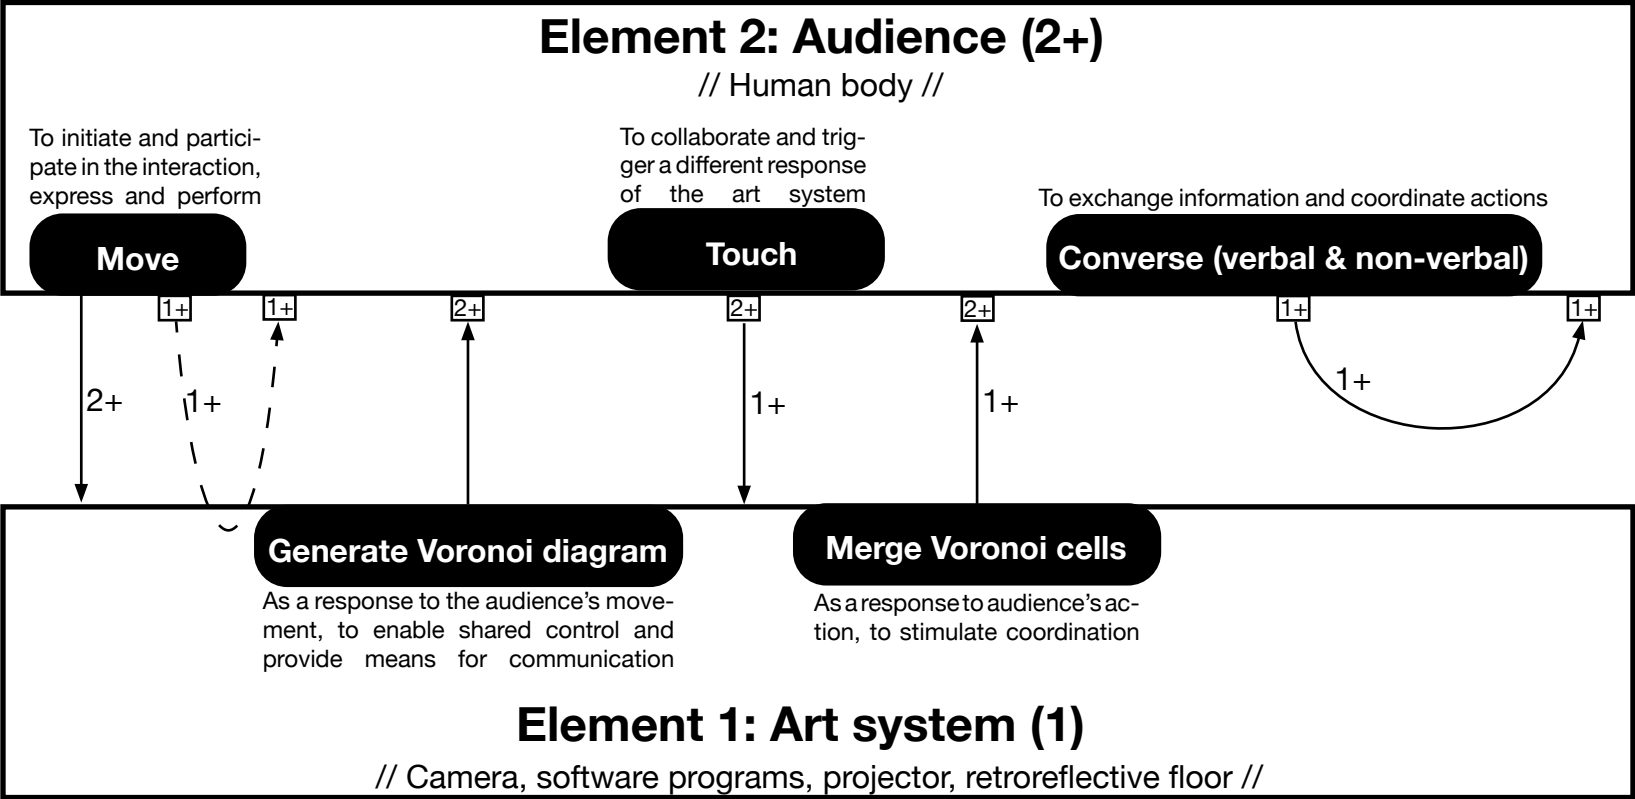 Element 2: Audience (2+)
// Human body //
To initiate and partici-
pate in the interaction,
express and perform
Move
To collaborate and trig-
ger a different response
of the art system
Touch
To exchange information and coordinate actions
Converse (verbal & non-verbal)
1+
1+
2+
2+
2+
1+
1+
2+
1+
1+
1+
1+
Generate Voronoi diagram
As a response to the audience’s move-
ment, to enable shared control and
provide means for communication
Merge Voronoi cells
As a response to audience’s ac-
tion, to stimulate coordination
Element 1: Art system (1)
// Camera, software programs, projector, retroreflective floor //